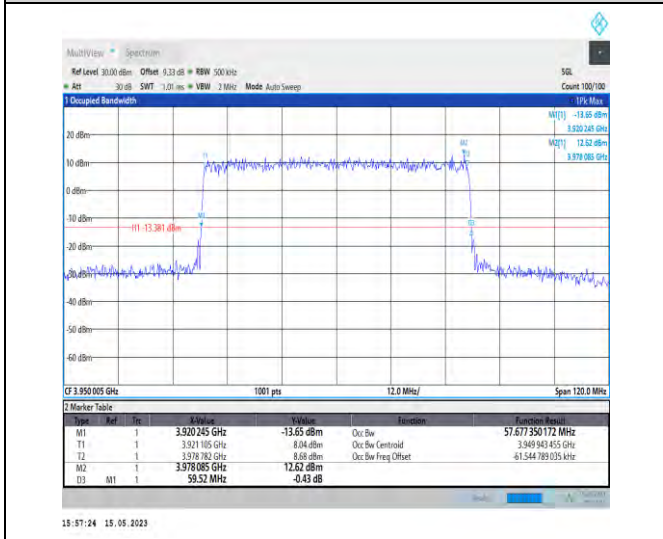 MultiView Spectrum
Ref Level 30.00 dBm Offset 9.33 dB RBW 500 kHz SGL
Att 30 dB SWT 1.01 ms VBW 2 MHz Mode Auto Sweep Count 100/100
1 Occupied Bandwidth 1Pk Max
M1[1] -13.65 dBm
3.920 245 GHz
20 dBm
M2[1] 12.62 dBm
3.978 085 GHz
M2
T1 T2
10 dBm
0 dBm
-10 dBm
M1
D3
H1 -13.381 dBm
-20 dBm
-30 dBm
-40 dBm
-50 dBm
-60 dBm
CF 3.950 005 GHz 1001 pts 12.0 MHz/ Span 120.0 MHz
2 Marker Table
Type Ref Trc X-Value Y-Value Function Function Result
M1 1 3.920 245 GHz -13.65 dBm Occ Bw 57.677 350 172 MHz
T1 1 3.921 105 GHz 8.04 dBm Occ Bw Centroid 3.949 943 455 GHz
T2 1 3.978 782 GHz 8.68 dBm Occ Bw Freq Offset -61.544 789 035 kHz
M2 1 3.978 085 GHz 12.62 dBm
D3 M1 1 59.52 MHz -0.43 dB
15:57:24 15.05.2023